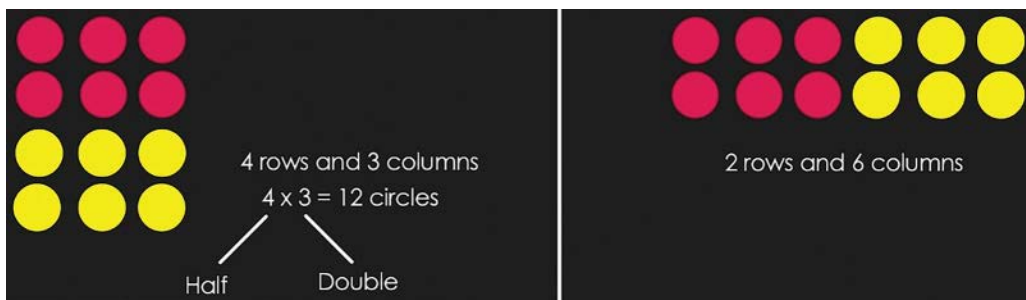 4 rows and 3 columns
4 x 3 = 12 circles
Half
Double
2 rows and 6 columns